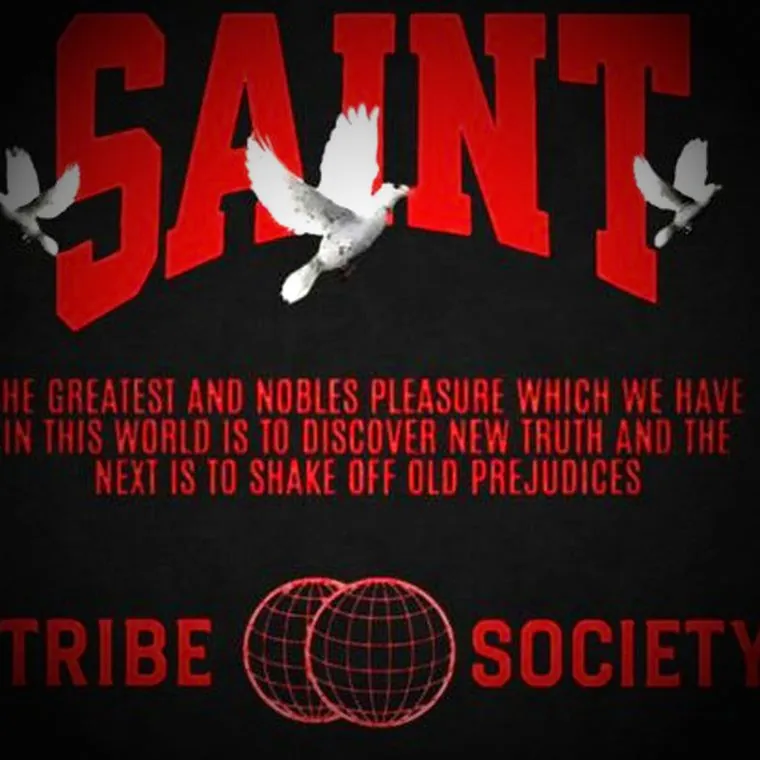 SAINT
HE GREATEST AND NOBLES PLEASURE WHICH WE HAVE
IN THIS WORLD IS TO DISCOVER NEW TRUTH AND THE
NEXT IS TO SHAKE OFF OLD PREJUDICES
TRIBE SOCIETY